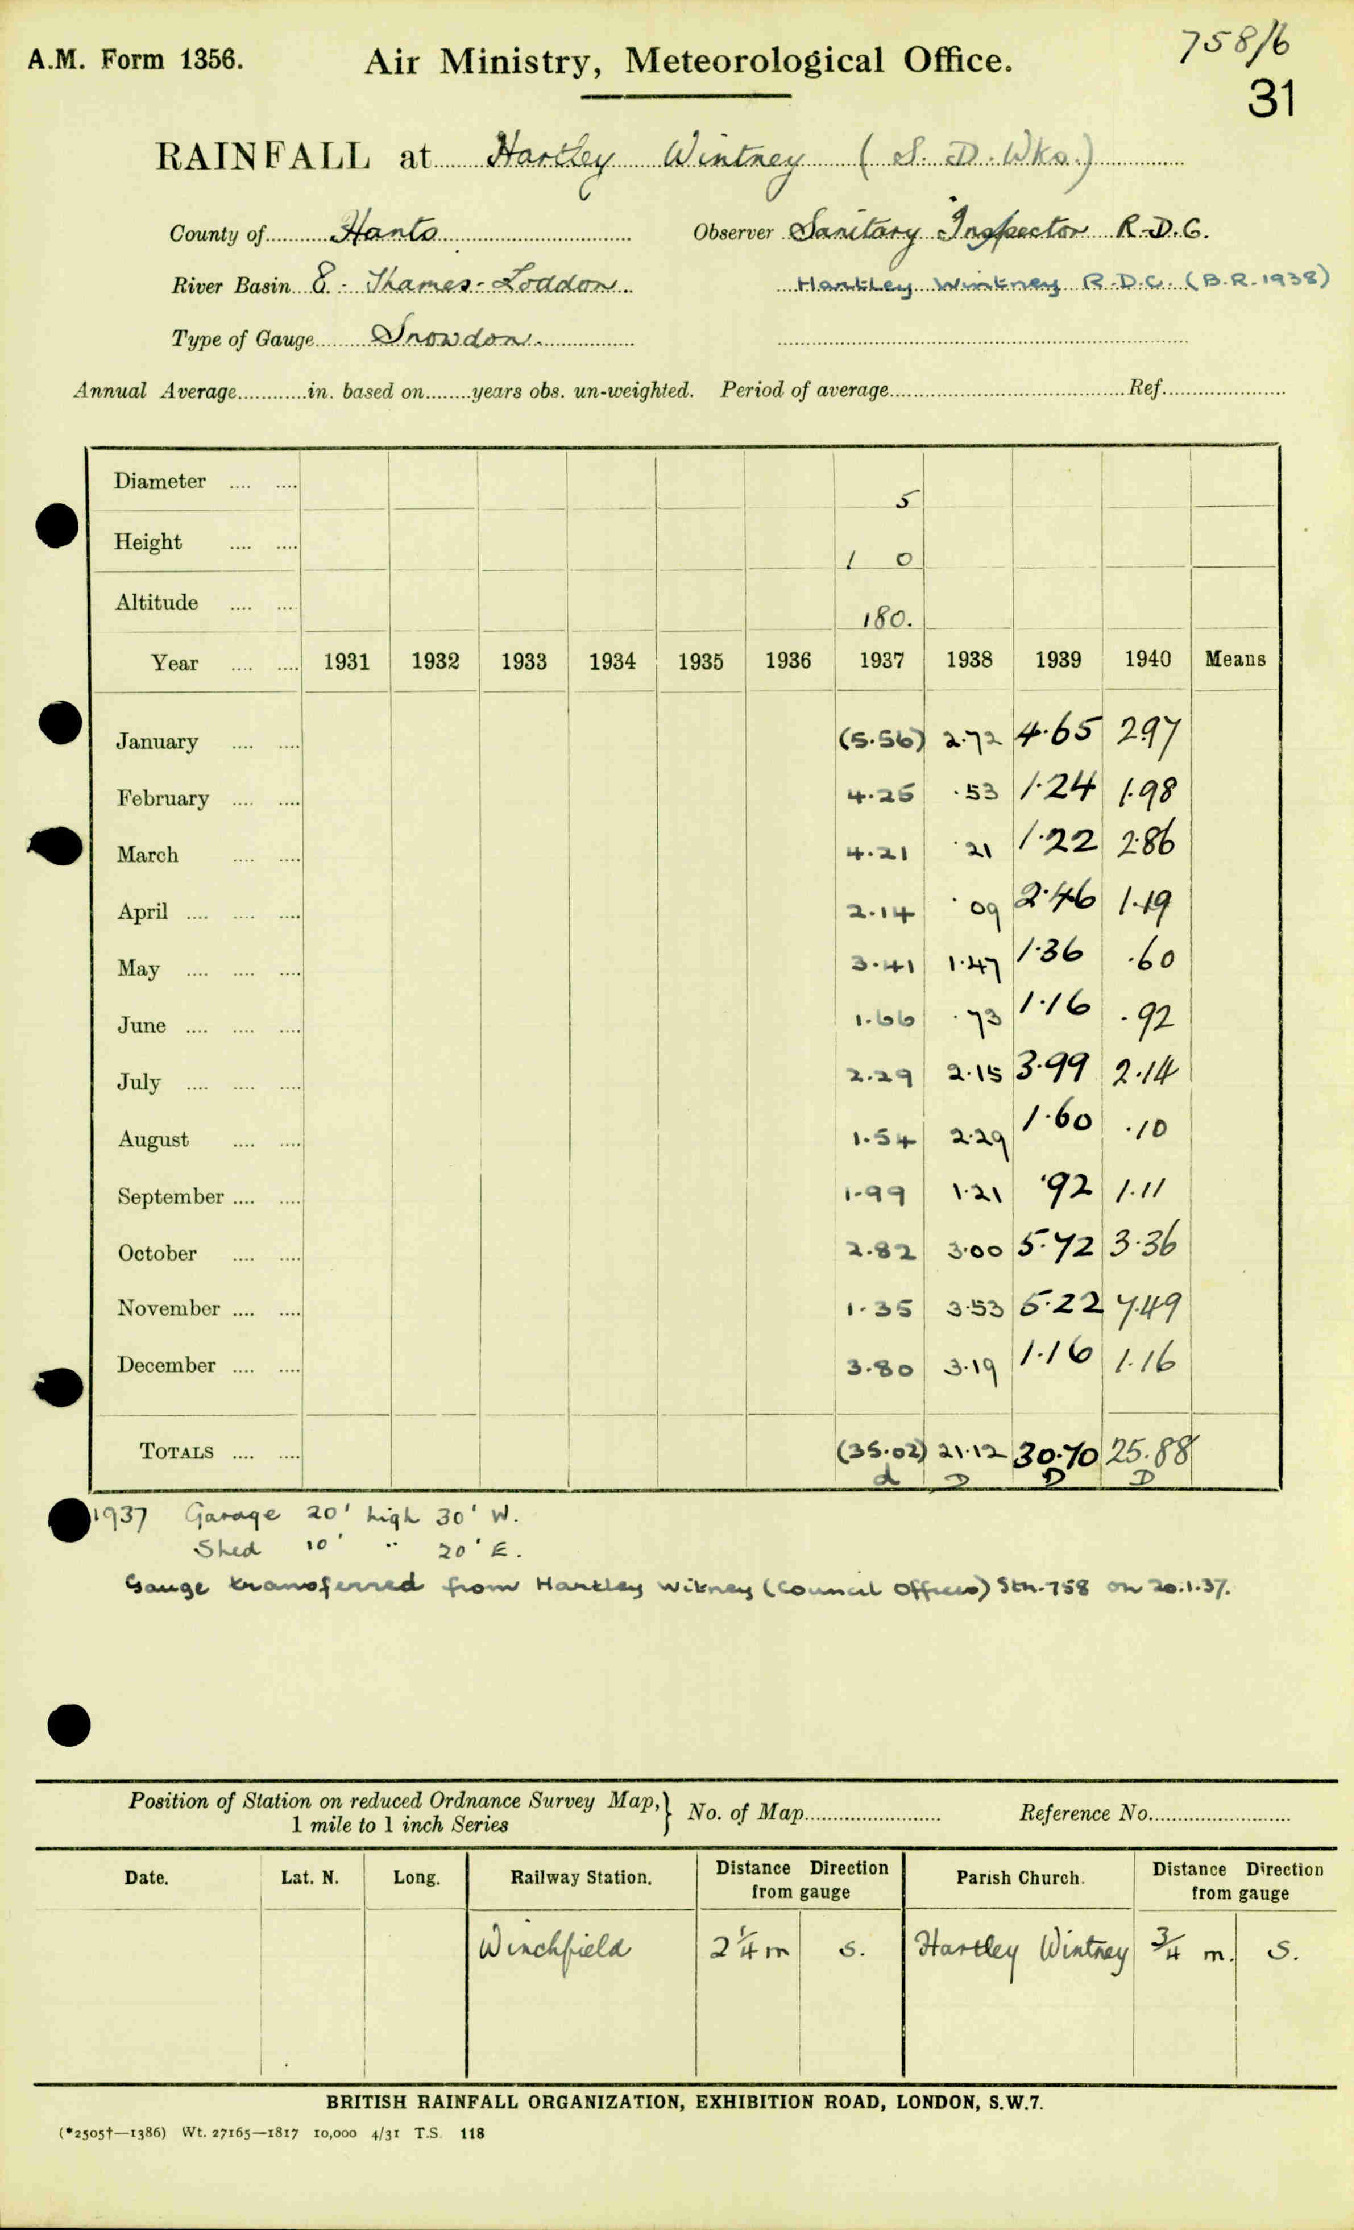 758/6
A.M. Form 1356. Air Ministry, Meteorological Office.
31
RAINFALL at Hartley Wintney (S. D. Wks.)
County of Hants Observer Sanitary Inspector R.D.C.
River Basin 8. - Thames - Loddon. Hartley Wintney R.D.C. (B.R. 1938)
Type of Gauge Snowdon.
Annual Average............in. based on........years obs. un-weighted. Period of average............Ref............
Diameter .... .... 5
Height .... .... 1 0
Altitude .... .... 180.
Year .... .... 1931 1932 1933 1934 1935 1936 1937 1938 1939 1940 Means
January .... .... (5.56) 2.72 4.65 2.97
February .... .... 4.25 .53 1.24 1.98
March .... .... 4.21 .21 1.22 2.86
April .... .... .... 2.14 .09 2.46 1.19
May .... .... .... 3.41 1.47 1.36 .60
June .... .... .... 1.66 .73 1.16 .92
July .... .... .... 2.29 2.15 3.99 2.14
August .... .... 1.54 2.29 1.60 .10
September .... .... 1.99 1.21 .92 1.11
October .... .... 2.82 3.00 5.72 3.36
November .... .... 1.35 3.53 5.22 7.49
December .... .... 3.80 3.19 1.16 1.16
TOTALS .... .... (35.02) 21.12 30.70 25.88
d D D D
1937 Garage 20' high 30' W.
Shed 10' " 20' E.
Gauge transferred from Hartley Witney (Council Offices) Stn. 758 on 20.1.37.
Position of Station on reduced Ordnance Survey Map, } No. of Map............ Reference No............
1 mile to 1 inch Series
Date. Lat. N. Long. Railway Station. Distance Direction from gauge Parish Church. Distance Direction from gauge
Winchfield 2¼ m S. Hartley Wintney ¾ m. S.
BRITISH RAINFALL ORGANIZATION, EXHIBITION ROAD, LONDON, S.W.7.
(*2505†—1386) Wt. 27165—1817 10,000 4/31 T.S. 118